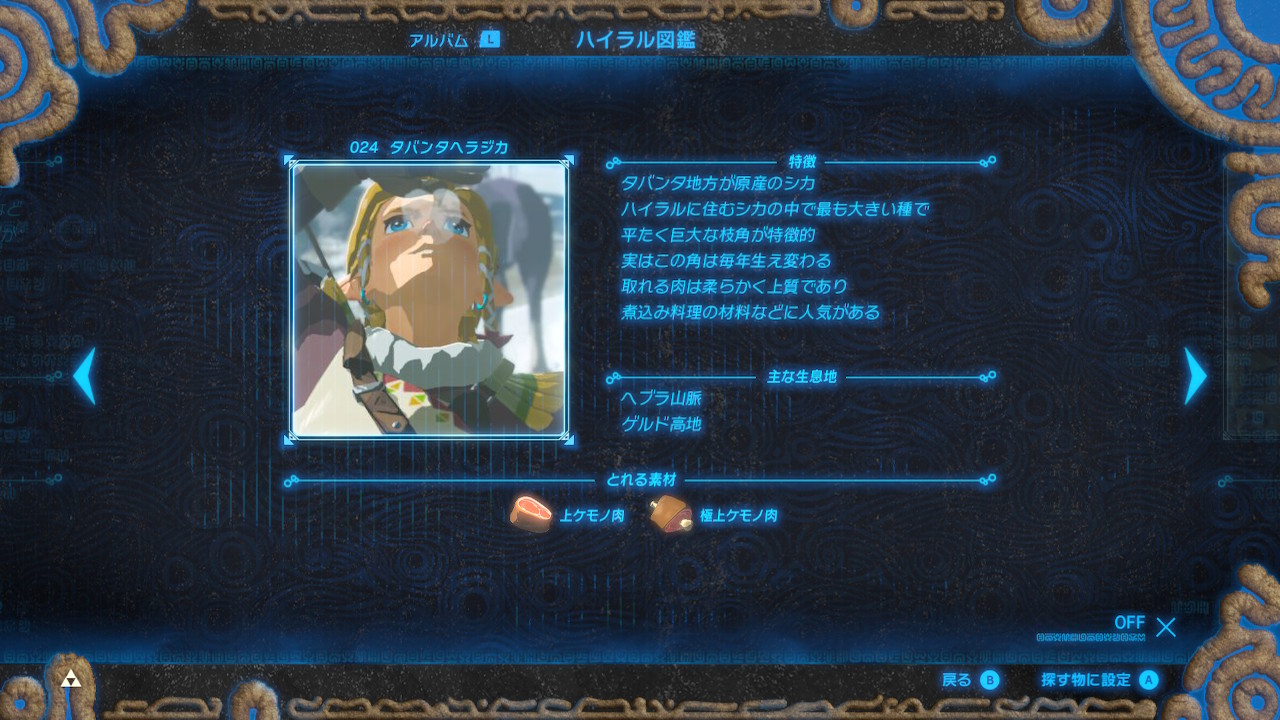 アルバム L
ハイラル図鑑
024 タバンタヘラジカ
特徴
タバンタ地方が原産のシカ
ハイラルに住むシカの中で最も大きい種で
平たく巨大な枝角が特徴的
実はこの角は毎年生え変わる
取れる肉は柔らかく上質であり
煮込み料理の材料などに人気がある
主な生息地
ヘブラ山脈
ゲルド高地
とれる素材
上ケモノ肉
極上ケモノ肉
OFF
戻る B
探す物に設定 A